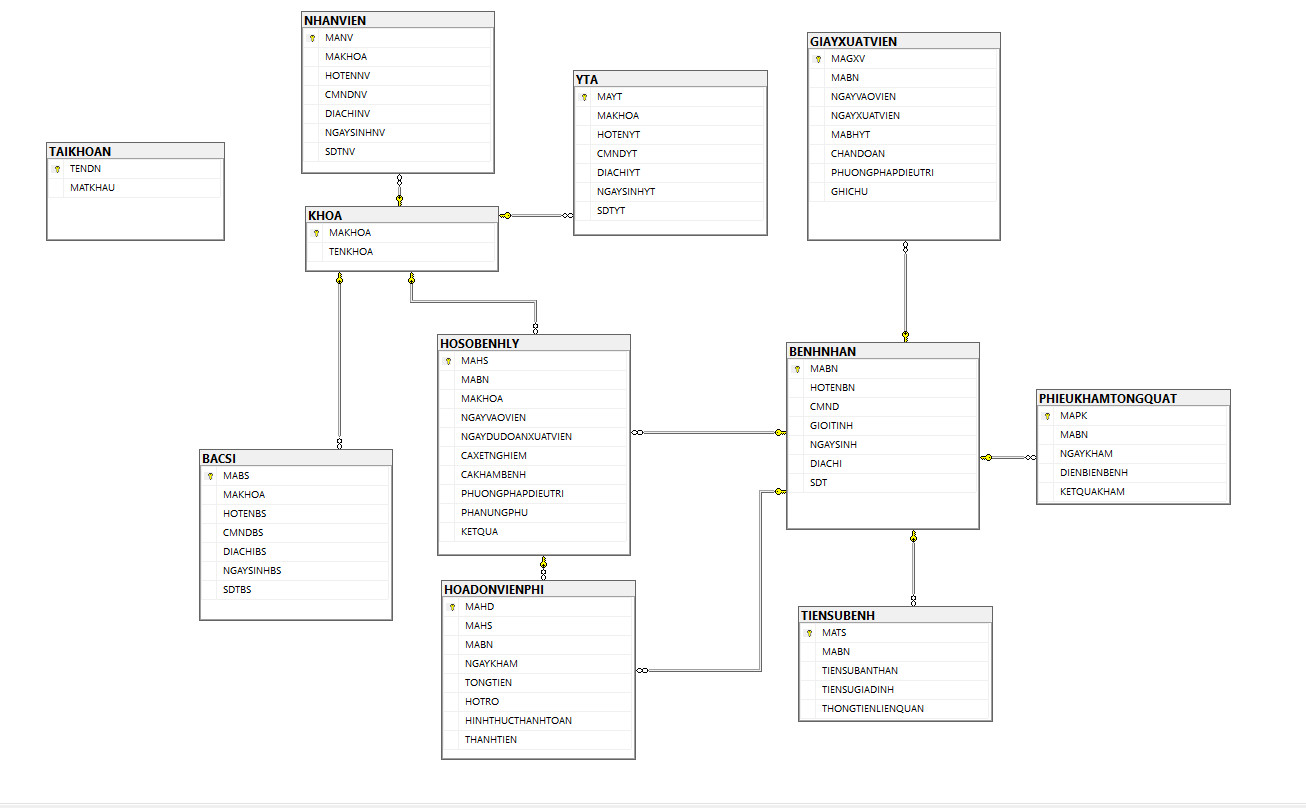 NHANVIEN
MANV
MAKHOA
HOTENNV
CMNDNV
DIACHINV
NGAYSINHNV
SDTNV
GIAYXUATVIEN
MAGXV
MABN
NGAYVAOVIEN
NGAYXUATVIEN
MABHYT
CHANDOAN
PHUONGPHAPDIEUTRI
GHICHU
YTA
MAYT
MAKHOA
HOTENYT
CMNDYT
DIACHIYT
NGAYSINHYT
SDTYT
TAIKHOAN
TENDN
MATKHAU
KHOA
MAKHOA
TENKHOA
HOSOBENHLY
MAHS
MABN
MAKHOA
NGAYVAOVIEN
NGAYDUDOANXUATVIEN
CAXETNGHIEM
CAKHAMBENH
PHUONGPHAPDIEUTRI
PHANUNGPHU
KETQUA
BENHNHAN
MABN
HOTENBN
CMND
GIOITINH
NGAYSINH
DIACHI
SDT
PHIEUKHAMTONGQUAT
MAPK
MABN
NGAYKHAM
DIENBIENBENH
KETQUAKHAM
BACSI
MABS
MAKHOA
HOTENBS
CMNDBS
DIACHIBS
NGAYSINHBS
SDTBS
HOADONVIENPHI
MAHD
MAHS
MABN
NGAYKHAM
TONGTIEN
HOTRO
HINHTHUCTHANHTOAN
THANHTIEN
TIENSUBENH
MATS
MABN
TIENSUBANTHAN
TIENSUGIADINH
THONGTIENLIENQUAN